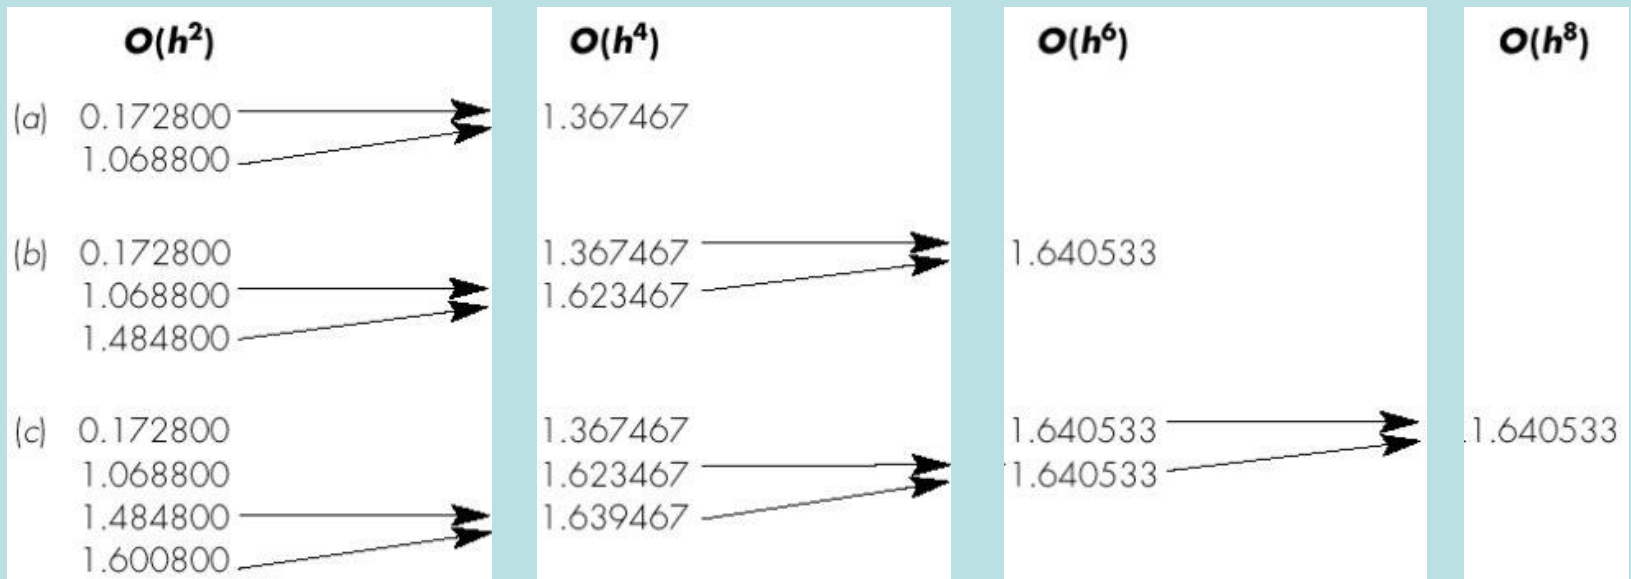 O(h²) O(h⁴) O(h⁶) O(h⁸)
(a) 0.172800 1.367467
1.068800
(b) 0.172800 1.367467 1.640533
1.068800 1.623467
1.484800
(c) 0.172800 1.367467 1.640533 1.640533
1.068800 1.623467 1.640533
1.484800 1.639467
1.600800